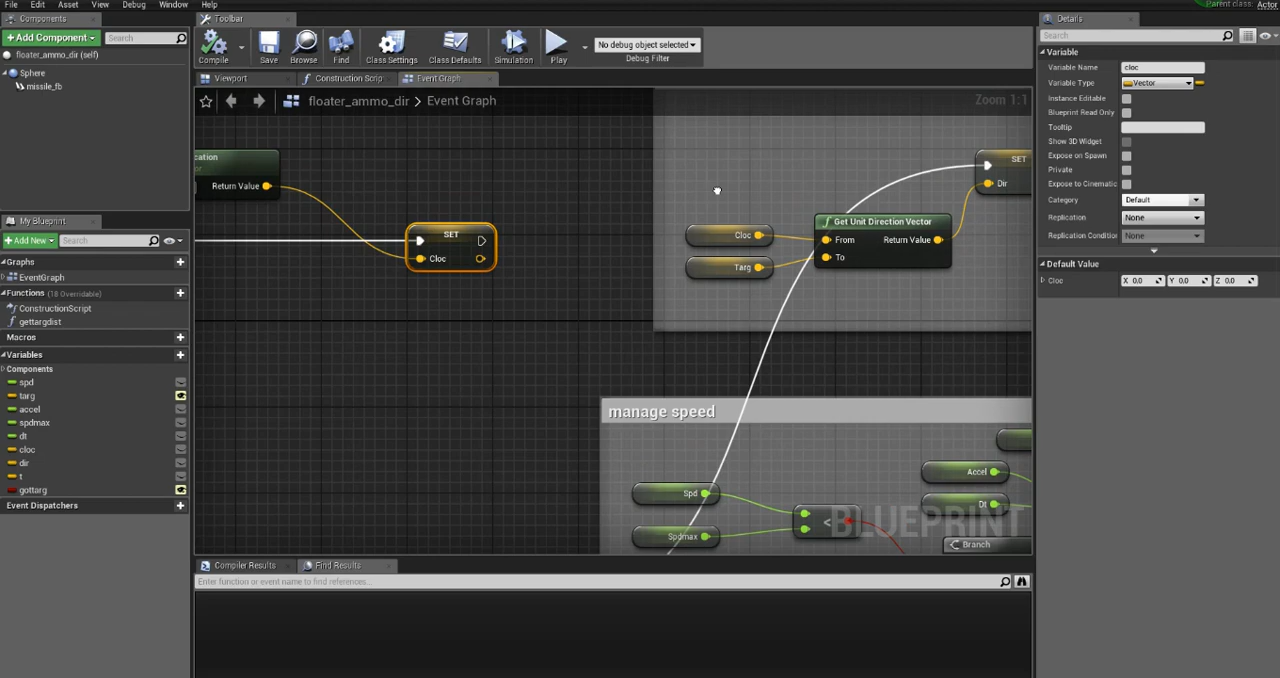 File Edit Asset View Debug Window Help
Parent class: Actor
Components
Toolbar
Details
+Add Component
Search
floater_ammo_dir (self)
Sphere
missile_fb
Compile
Save
Browse
Find
Class Settings
Class Defaults
Simulation
Play
No debug object selected
Debug Filter
Viewport
Construction Scrip
Event Graph
floater_ammo_dir > Event Graph
Zoom 1:1
cation
Return Value
SET
Cloc
Cloc
Targ
Get Unit Direction Vector
From
Return Value
To
SET
Dir
manage speed
Spd
Spdmax
<
Accel
Dt
Branch
BLUEPRINT
My Blueprint
+Add New
Search
Graphs
EventGraph
Functions (18 Overridable)
ConstructionScript
gettargdist
Macros
Variables
Components
spd
targ
accel
spdmax
dt
cloc
dir
t
gottarg
Event Dispatchers
Compiler Results
Find Results
Enter function or event name to find references...
Search
Variable
Variable Name cloc
Variable Type Vector
Instance Editable
Blueprint Read Only
Tooltip
Show 3D Widget
Expose on Spawn
Private
Expose to Cinematic
Category Default
Replication None
Replication Condition None
Default Value
Cloc X 0.0 Y 0.0 Z 0.0